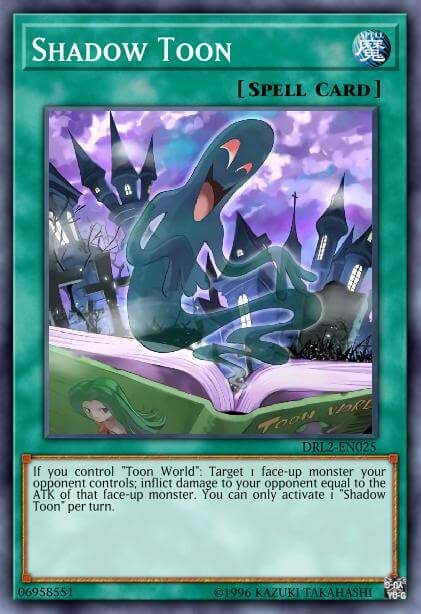 SHADOW TOON
SPELL
魔
[SPELL CARD]
TOON WORLD
DRL2-EN025
If you control "Toon World": Target 1 face-up monster your
opponent controls; inflict damage to your opponent equal to the
ATK of that face-up monster. You can only activate 1 "Shadow
Toon" per turn.
06958551
©1996 KAZUKI TAKAHASHI